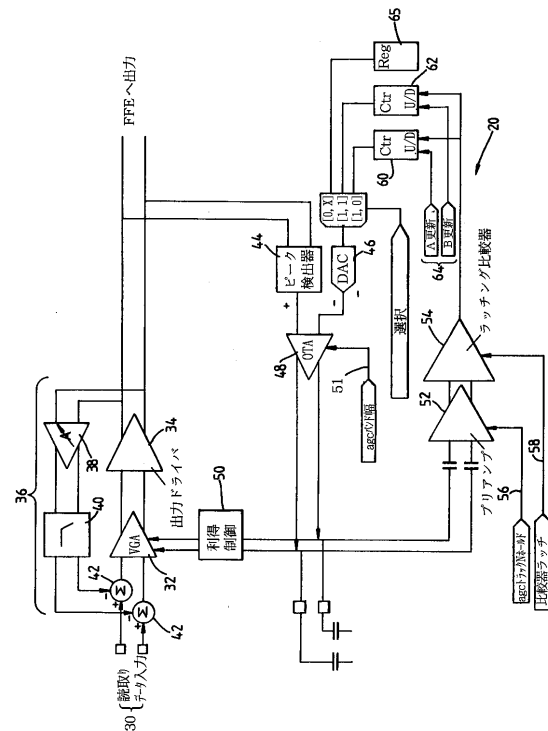 36
FFEへ出力
38
A
40
34
出力ドライバ
VGA
32
42
Σ
42
Σ
+
-
+
-
30
読取り
データ入力
50
利得
制御
44
ピーク
検出器
46
DAC
+
-
-
48
OTA
51
agcバンド幅
65
Reg
62
Ctr
U/D
60
Ctr
U/D
[0,X]
[1,1]
[1,0]
選択
A更新
B更新
64
20
54
ラッチング比較器
52
プリアンプ
56
58
agcトラックNホールド
比較器ラッチ